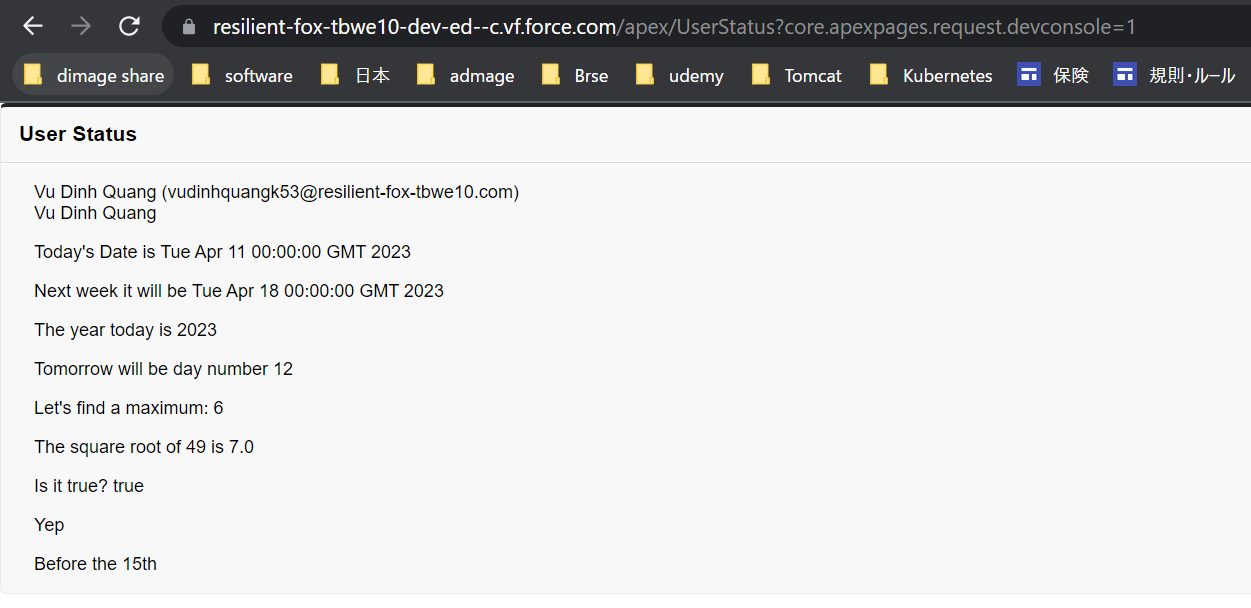 resilient-fox-tbwe10-dev-ed--c.vf.force.com/apex/UserStatus?core.apexpages.request.devconsole=1
dimage share software 日本 admage Brse udemy Tomcat Kubernetes 保険 規則・ルール
User Status
Vu Dinh Quang (vudinhquangk53@resilient-fox-tbwe10.com)
Vu Dinh Quang
Today's Date is Tue Apr 11 00:00:00 GMT 2023
Next week it will be Tue Apr 18 00:00:00 GMT 2023
The year today is 2023
Tomorrow will be day number 12
Let's find a maximum: 6
The square root of 49 is 7.0
Is it true? true
Yep
Before the 15th